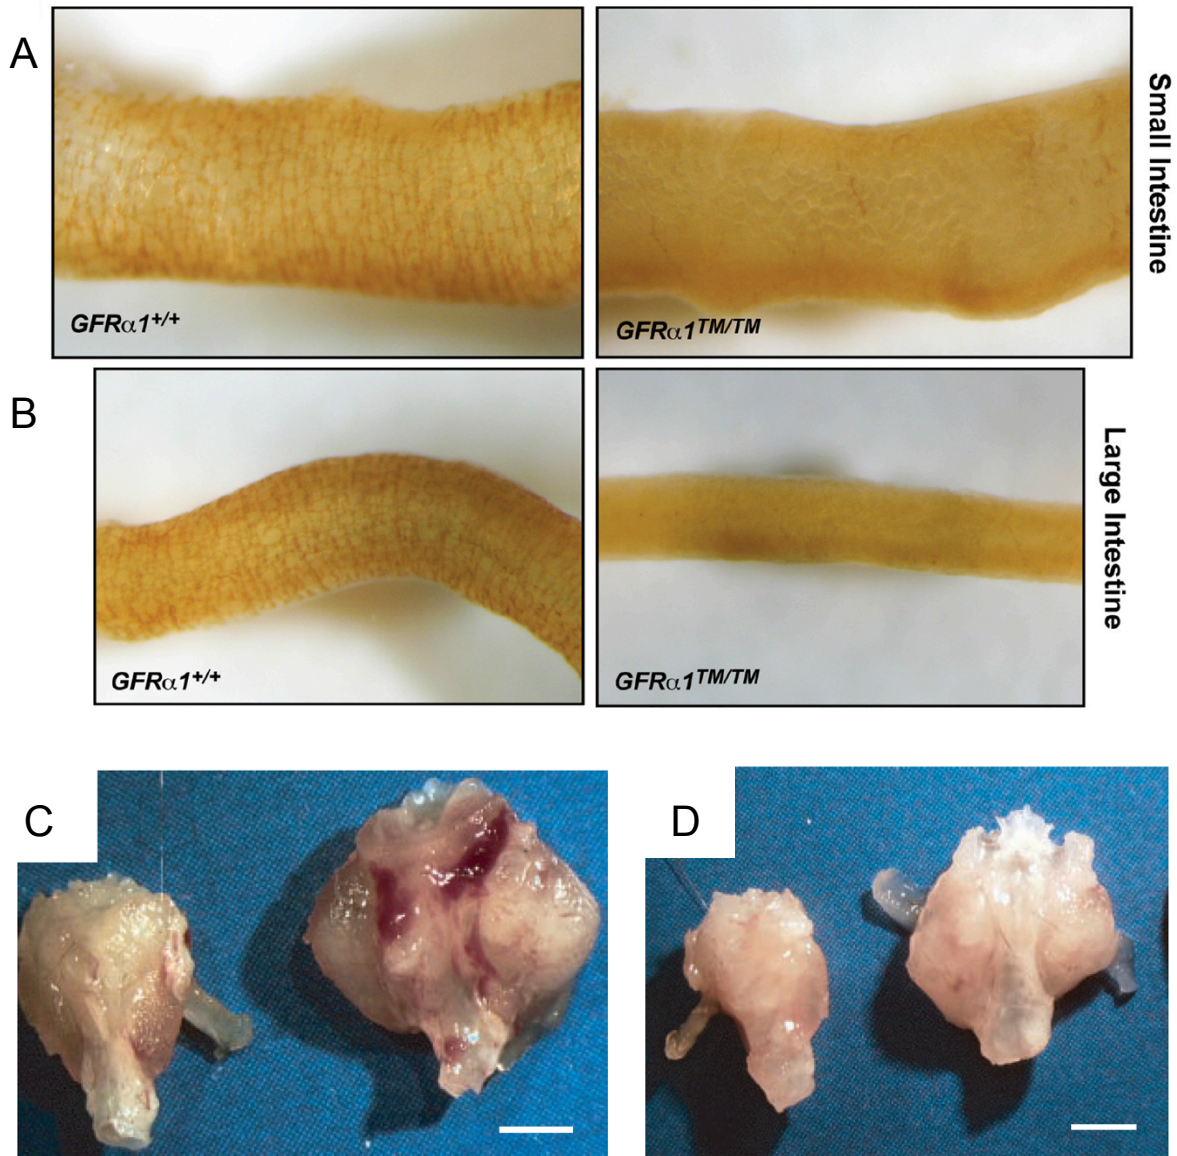 A
GFRα1+/+
GFRα1TM/TM
Small Intestine
B
GFRα1+/+
GFRα1TM/TM
Large Intestine
C
D